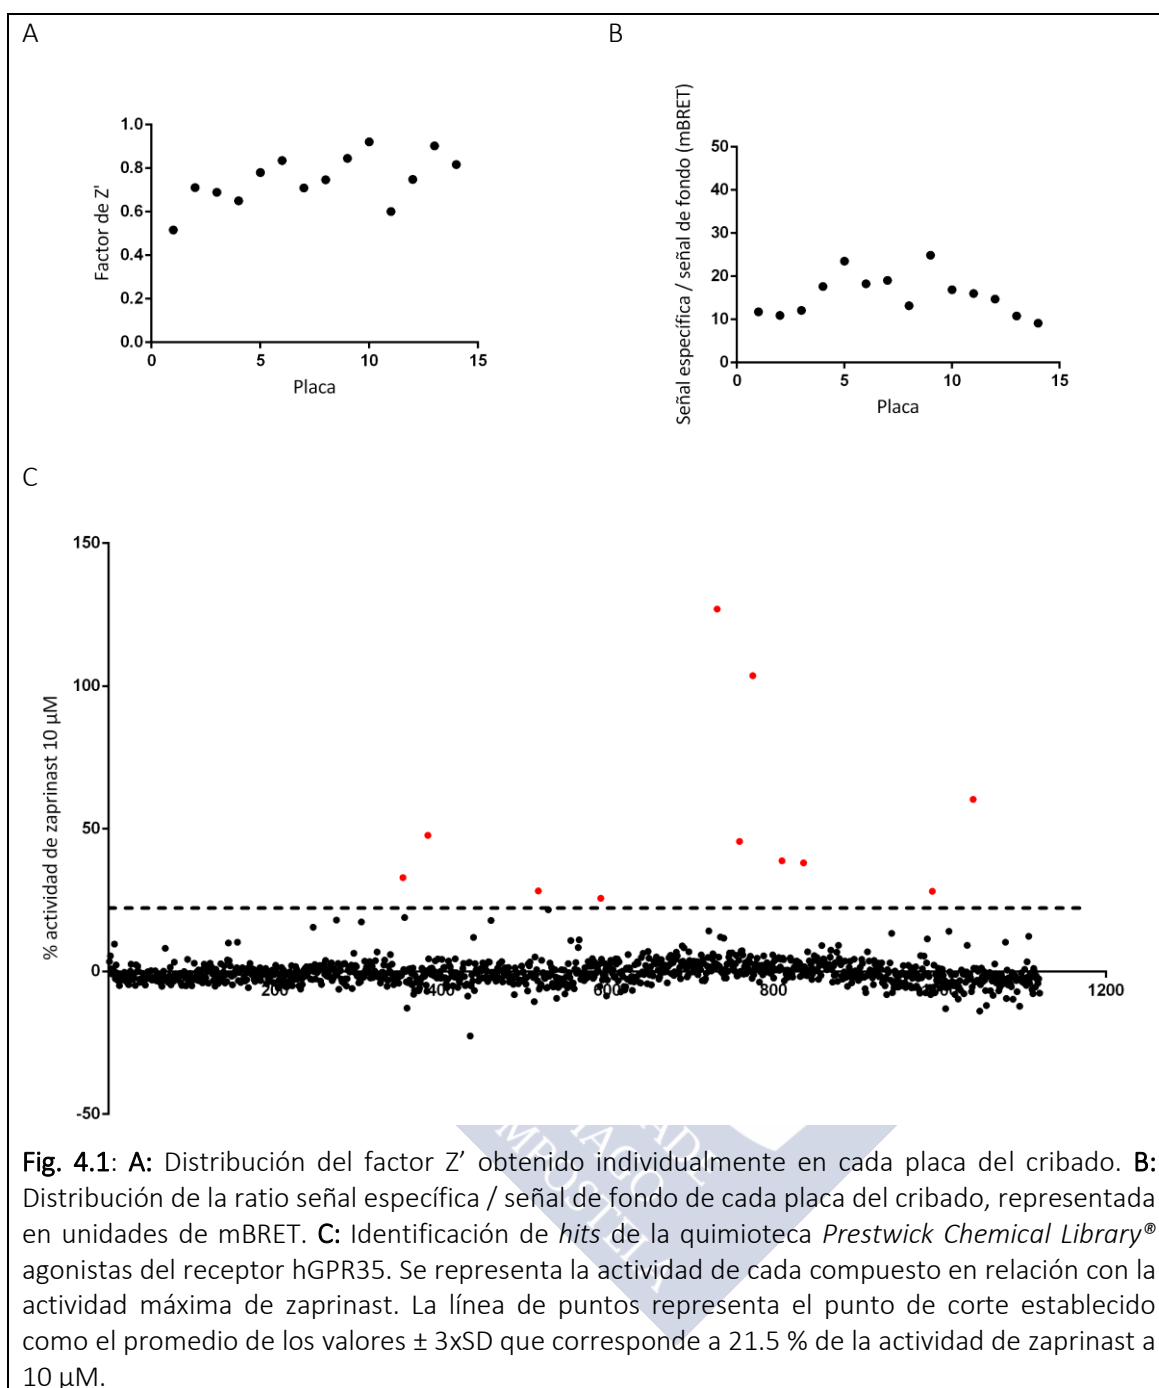 A
B
1.0
0.8
0.6
0.4
0.2
0.0
0
5
10
15
Factor de Z'
Placa
50
40
30
20
10
0
0
5
10
15
Señal específica / señal de fondo (mBRET)
Placa
C
150
100
50
0
-50
200
400
600
800
1200
% actividad de zaprinast 10 µM
Fig. 4.1: A: Distribución del factor Z’ obtenido individualmente en cada placa del cribado. B:
Distribución de la ratio señal específica / señal de fondo de cada placa del cribado, representada
en unidades de mBRET. C: Identificación de hits de la quimioteca Prestwick Chemical Library®
agonistas del receptor hGPR35. Se representa la actividad de cada compuesto en relación con la
actividad máxima de zaprinast. La línea de puntos representa el punto de corte establecido
como el promedio de los valores ± 3xSD que corresponde a 21.5 % de la actividad de zaprinast a
10 µM.